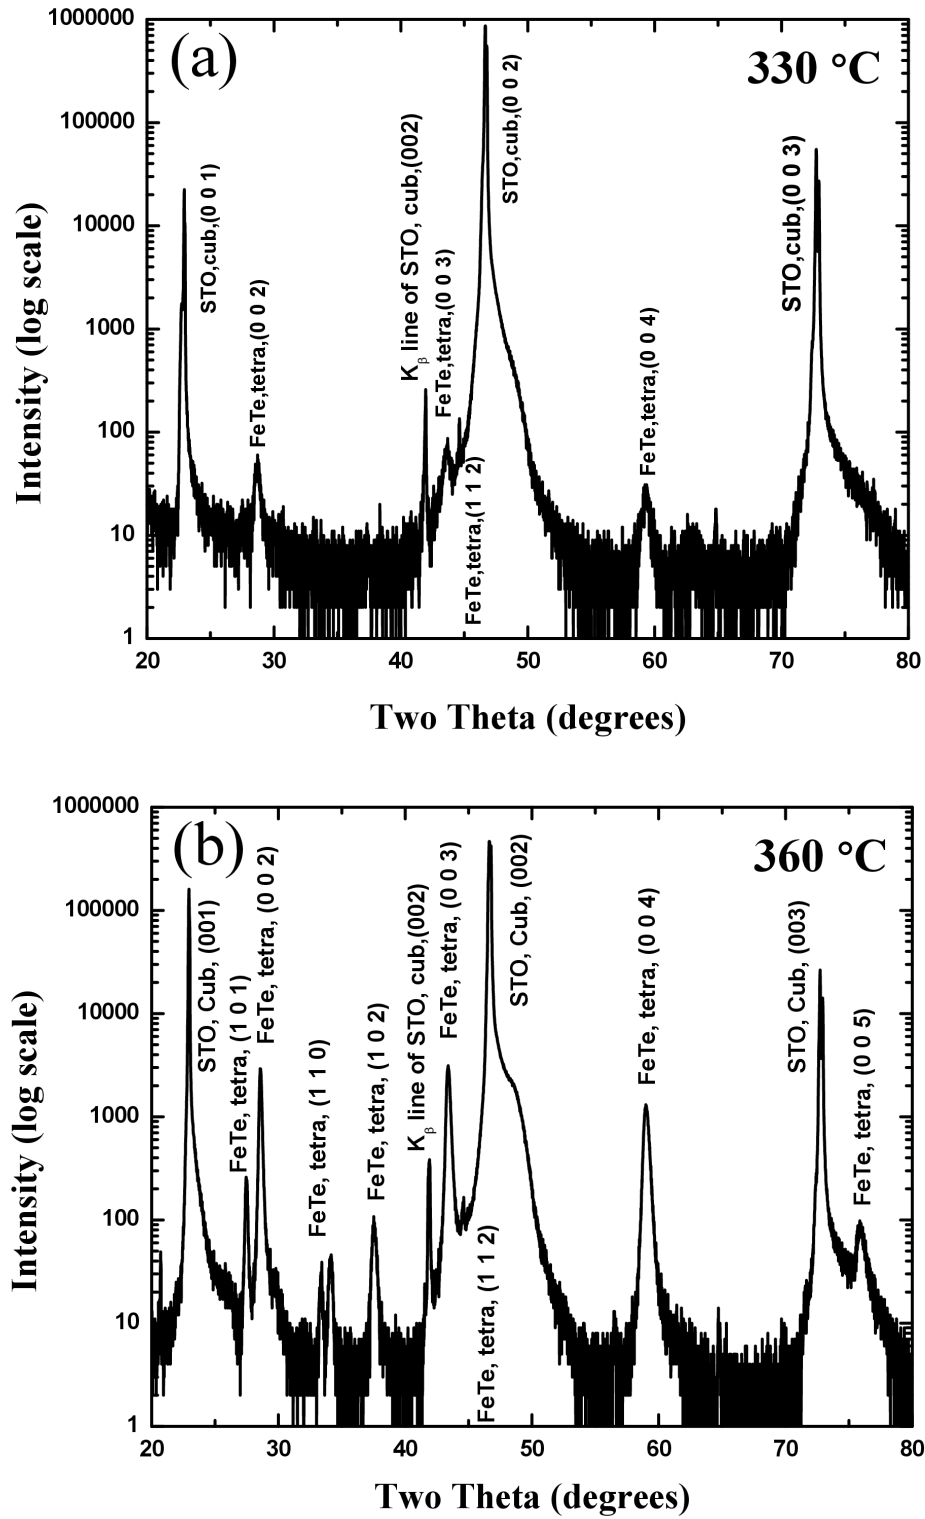 1000000
100000
10000
1000
100
10
1
Intensity (log scale)
(a)
330 °C
STO,cub,(0 0 1)
FeTe,tetra,(0 0 2)
Kβ line of STO, cub,(002)
FeTe,tetra,(0 0 3)
FeTe,tetra,(1 1 2)
STO,cub,(0 0 2)
FeTe,tetra,(0 0 4)
STO,cub,(0 0 3)
20 30 40 50 60 70 80
Two Theta (degrees)
1000000
100000
10000
1000
100
10
1
Intensity (log scale)
(b)
360 °C
STO, Cub, (001)
FeTe, tetra, (1 0 1)
FeTe, tetra, (0 0 2)
FeTe, tetra, (1 1 0)
FeTe, tetra, (1 0 2)
Kβ line of STO, cub,(002)
FeTe, tetra, (0 0 3)
FeTe, tetra, (1 1 2)
STO, Cub, (002)
FeTe, tetra, (0 0 4)
STO, Cub, (003)
FeTe, tetra, (0 0 5)
20 30 40 50 60 70 80
Two Theta (degrees)